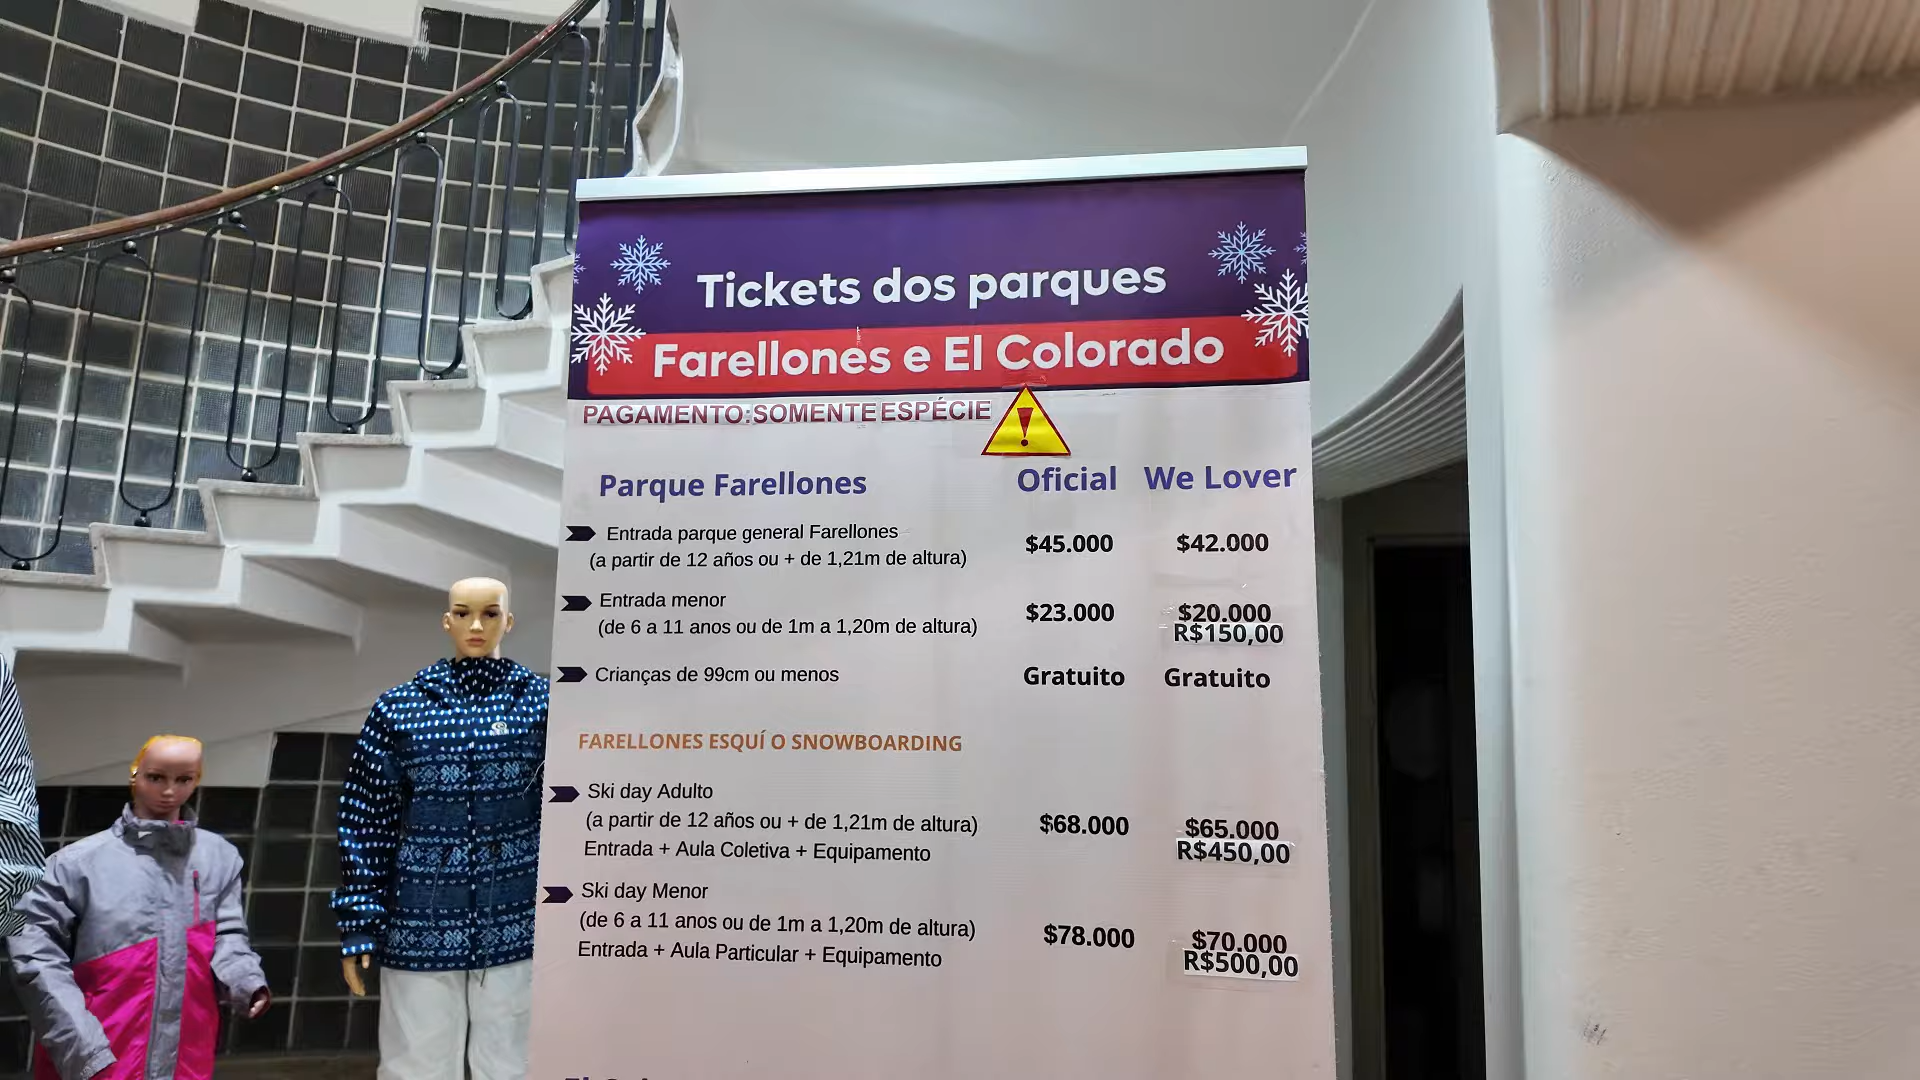 Tickets dos parques
Farellones e El Colorado
PAGAMENTO:SOMENTE ESPÉCIE
Parque Farellones Oficial We Lover
Entrada parque general Farellones
(a partir de 12 años ou + de 1,21m de altura) $45.000 $42.000
Entrada menor
(de 6 a 11 anos ou de 1m a 1,20m de altura) $23.000 $20.000
R$150,00
Crianças de 99cm ou menos Gratuito Gratuito
FARELLONES ESQUÍ O SNOWBOARDING
Ski day Adulto
(a partir de 12 años ou + de 1,21m de altura) $68.000 $65.000
Entrada + Aula Coletiva + Equipamento R$450,00
Ski day Menor
(de 6 a 11 anos ou de 1m a 1,20m de altura) $78.000 $70.000
Entrada + Aula Particular + Equipamento R$500,00